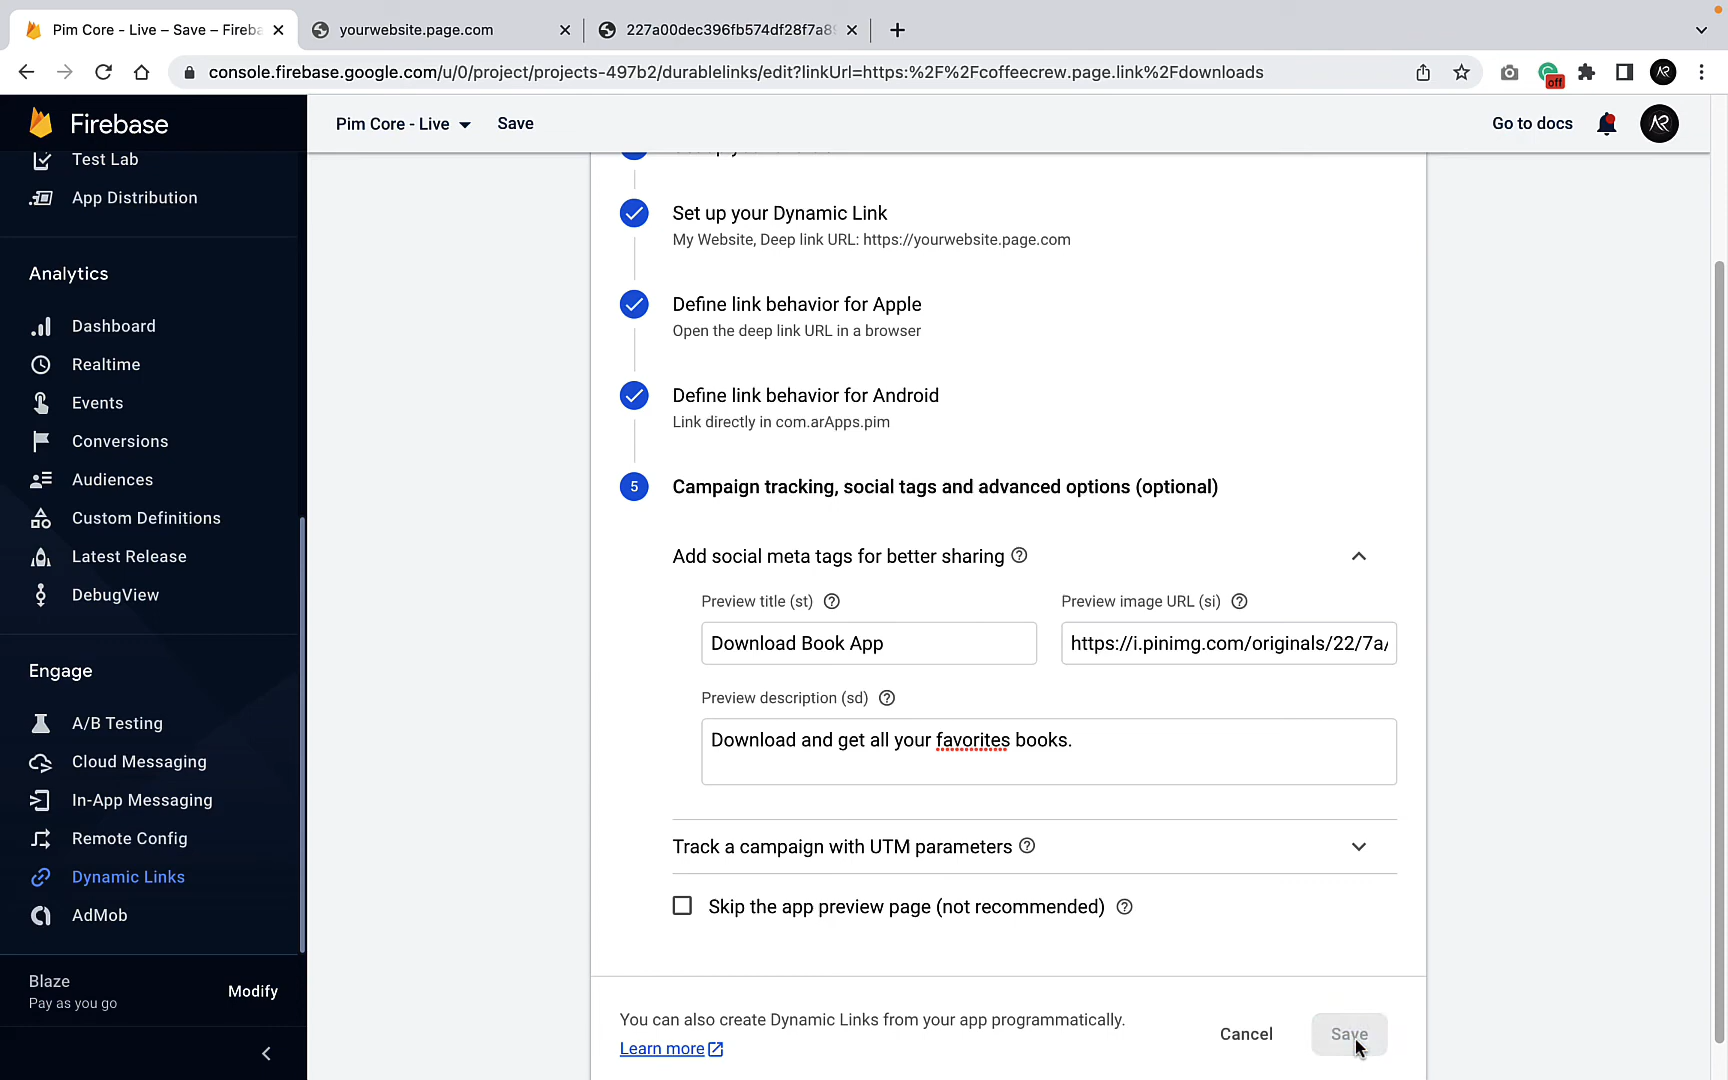 Pim Core - Live – Save – Fireba
yourwebsite.page.com
227a00dec396fb574df28f7a8
console.firebase.google.com/u/0/project/projects-497b2/durablelinks/edit?linkUrl=https:%2F%2Fcoffeecrew.page.link%2Fdownloads
off
AR
Firebase
Pim Core - Live
Save
Go to docs
AR
Test Lab
App Distribution
Analytics
Dashboard
Realtime
Events
Conversions
Audiences
Custom Definitions
Latest Release
DebugView
Engage
A/B Testing
Cloud Messaging
In-App Messaging
Remote Config
Dynamic Links
AdMob
Blaze
Pay as you go
Modify
Set up your Dynamic Link
My Website, Deep link URL: https://yourwebsite.page.com
Define link behavior for Apple
Open the deep link URL in a browser
Define link behavior for Android
Link directly in com.arApps.pim
5
Campaign tracking, social tags and advanced options (optional)
Add social meta tags for better sharing
Preview title (st)
Preview image URL (si)
Download Book App
https://i.pinimg.com/originals/22/7a/
Preview description (sd)
Download and get all your favorites books.
Track a campaign with UTM parameters
Skip the app preview page (not recommended)
You can also create Dynamic Links from your app programmatically.
Learn more
Cancel
Save